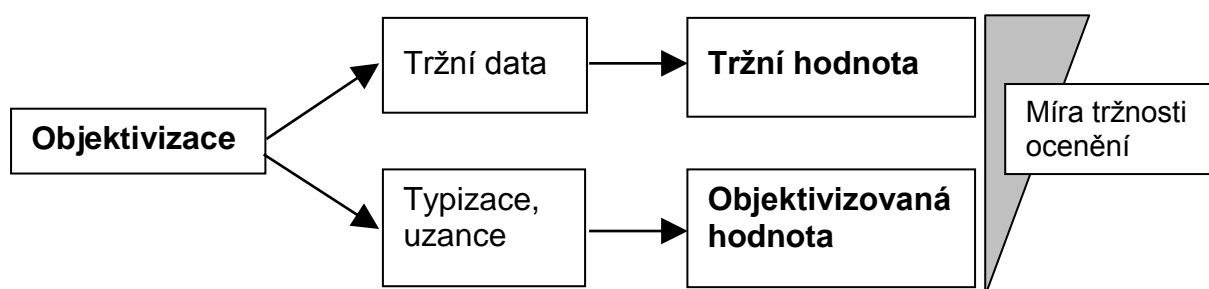 Objektivizace
Tržní data
Tržní hodnota
Typizace,
uzance
Objektivizovaná
hodnota
Míra tržnosti
ocenění